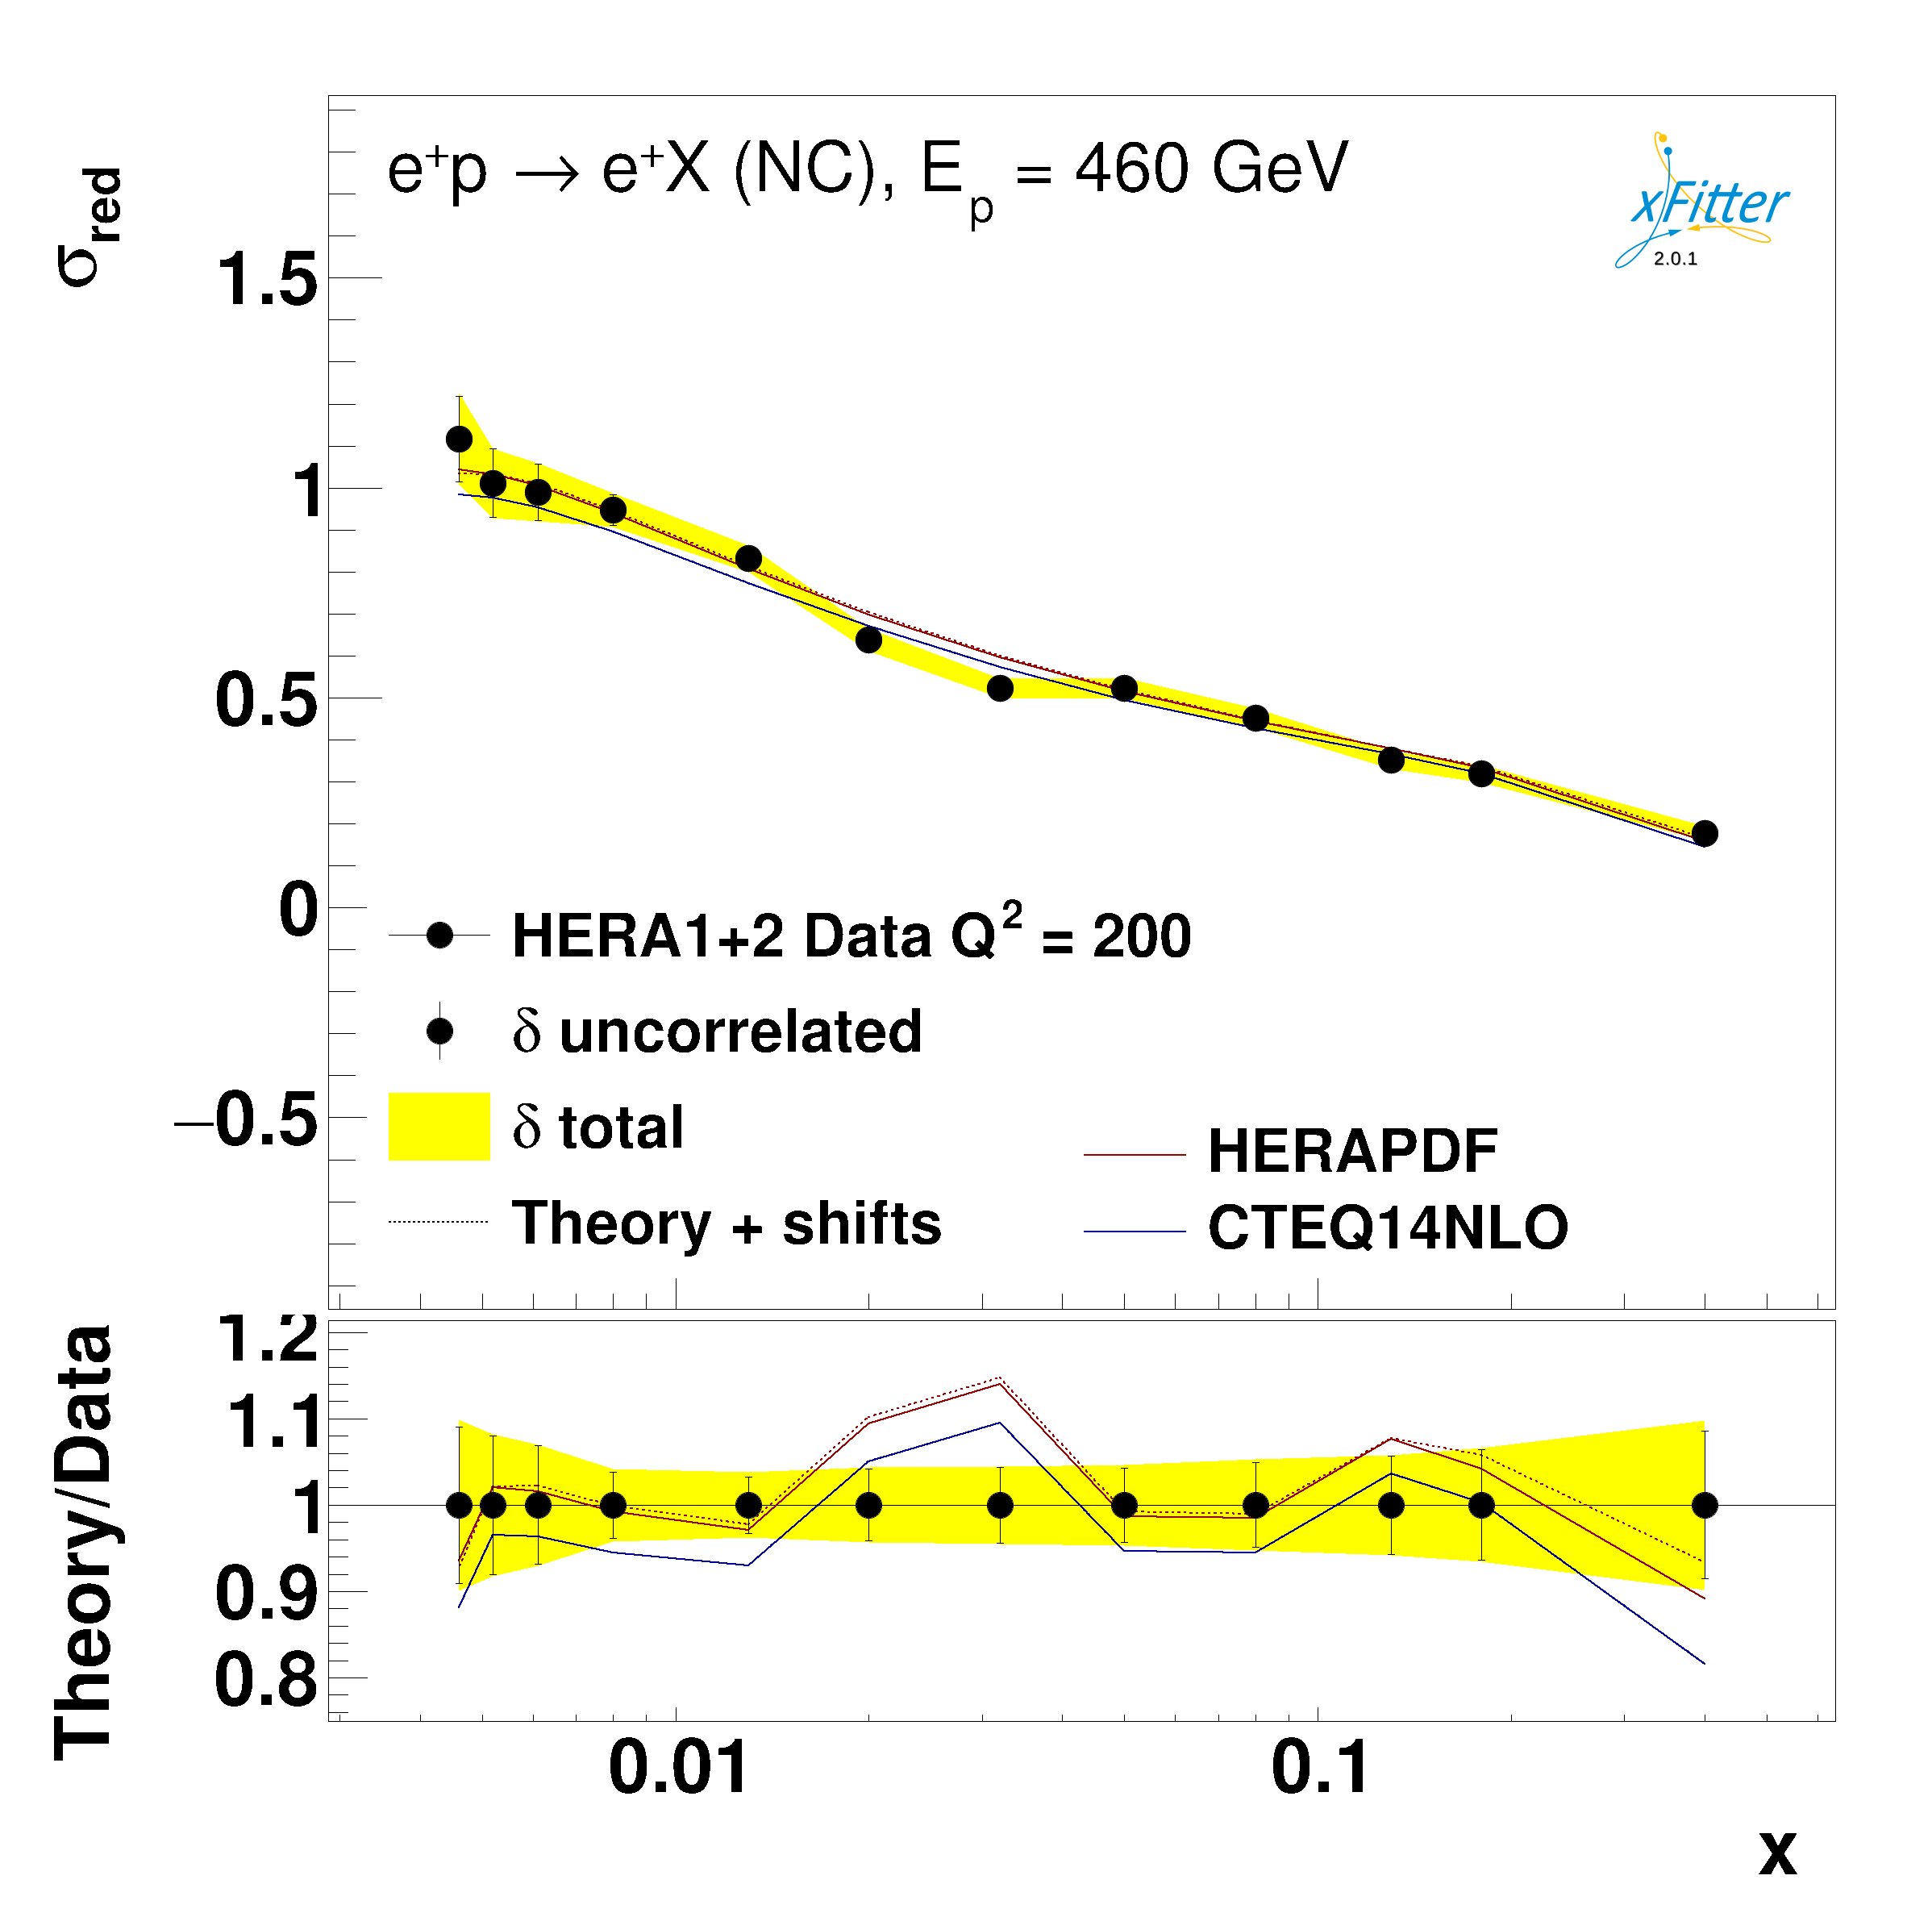 σred
e+p → e+X (NC), Ep = 460 GeV
xFitter
2.0.1
1.5
1
0.5
0
−0.5
HERA1+2 Data Q2 = 200
δ uncorrelated
δ total
Theory + shifts
HERAPDF
CTEQ14NLO
Theory/Data
1.2
1.1
1
0.9
0.8
0.01
0.1
x